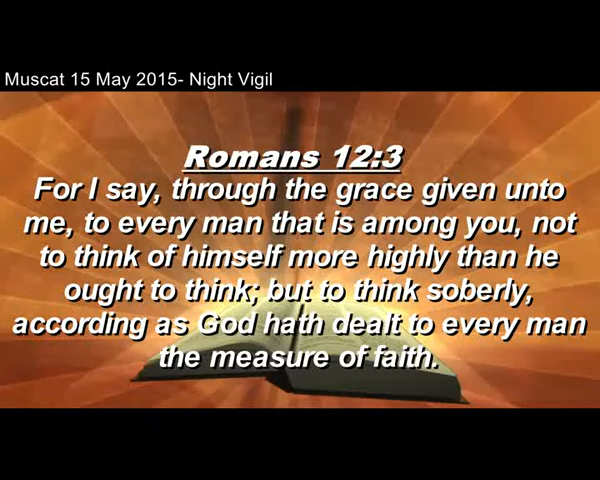 Muscat 15 May 2015- Night Vigil
Romans 12:3
For I say, through the grace given unto
me, to every man that is among you, not
to think of himself more highly than he
ought to think; but to think soberly,
according as God hath dealt to every man
the measure of faith.